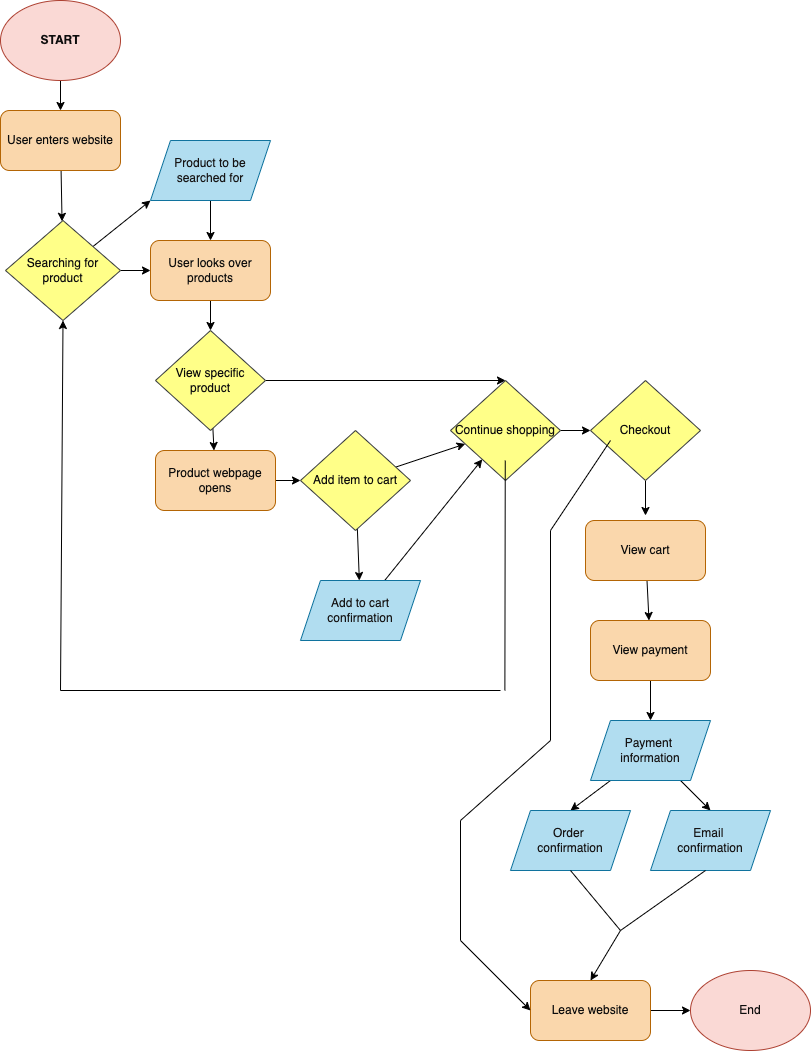 START
User enters website
Product to be
searched for
Searching for
product
User looks over
products
View specific
product
Continue shopping
Checkout
Product webpage
opens
Add item to cart
View cart
Add to cart
confirmation
View payment
Payment
information
Order
confirmation
Email
confirmation
Leave website
End